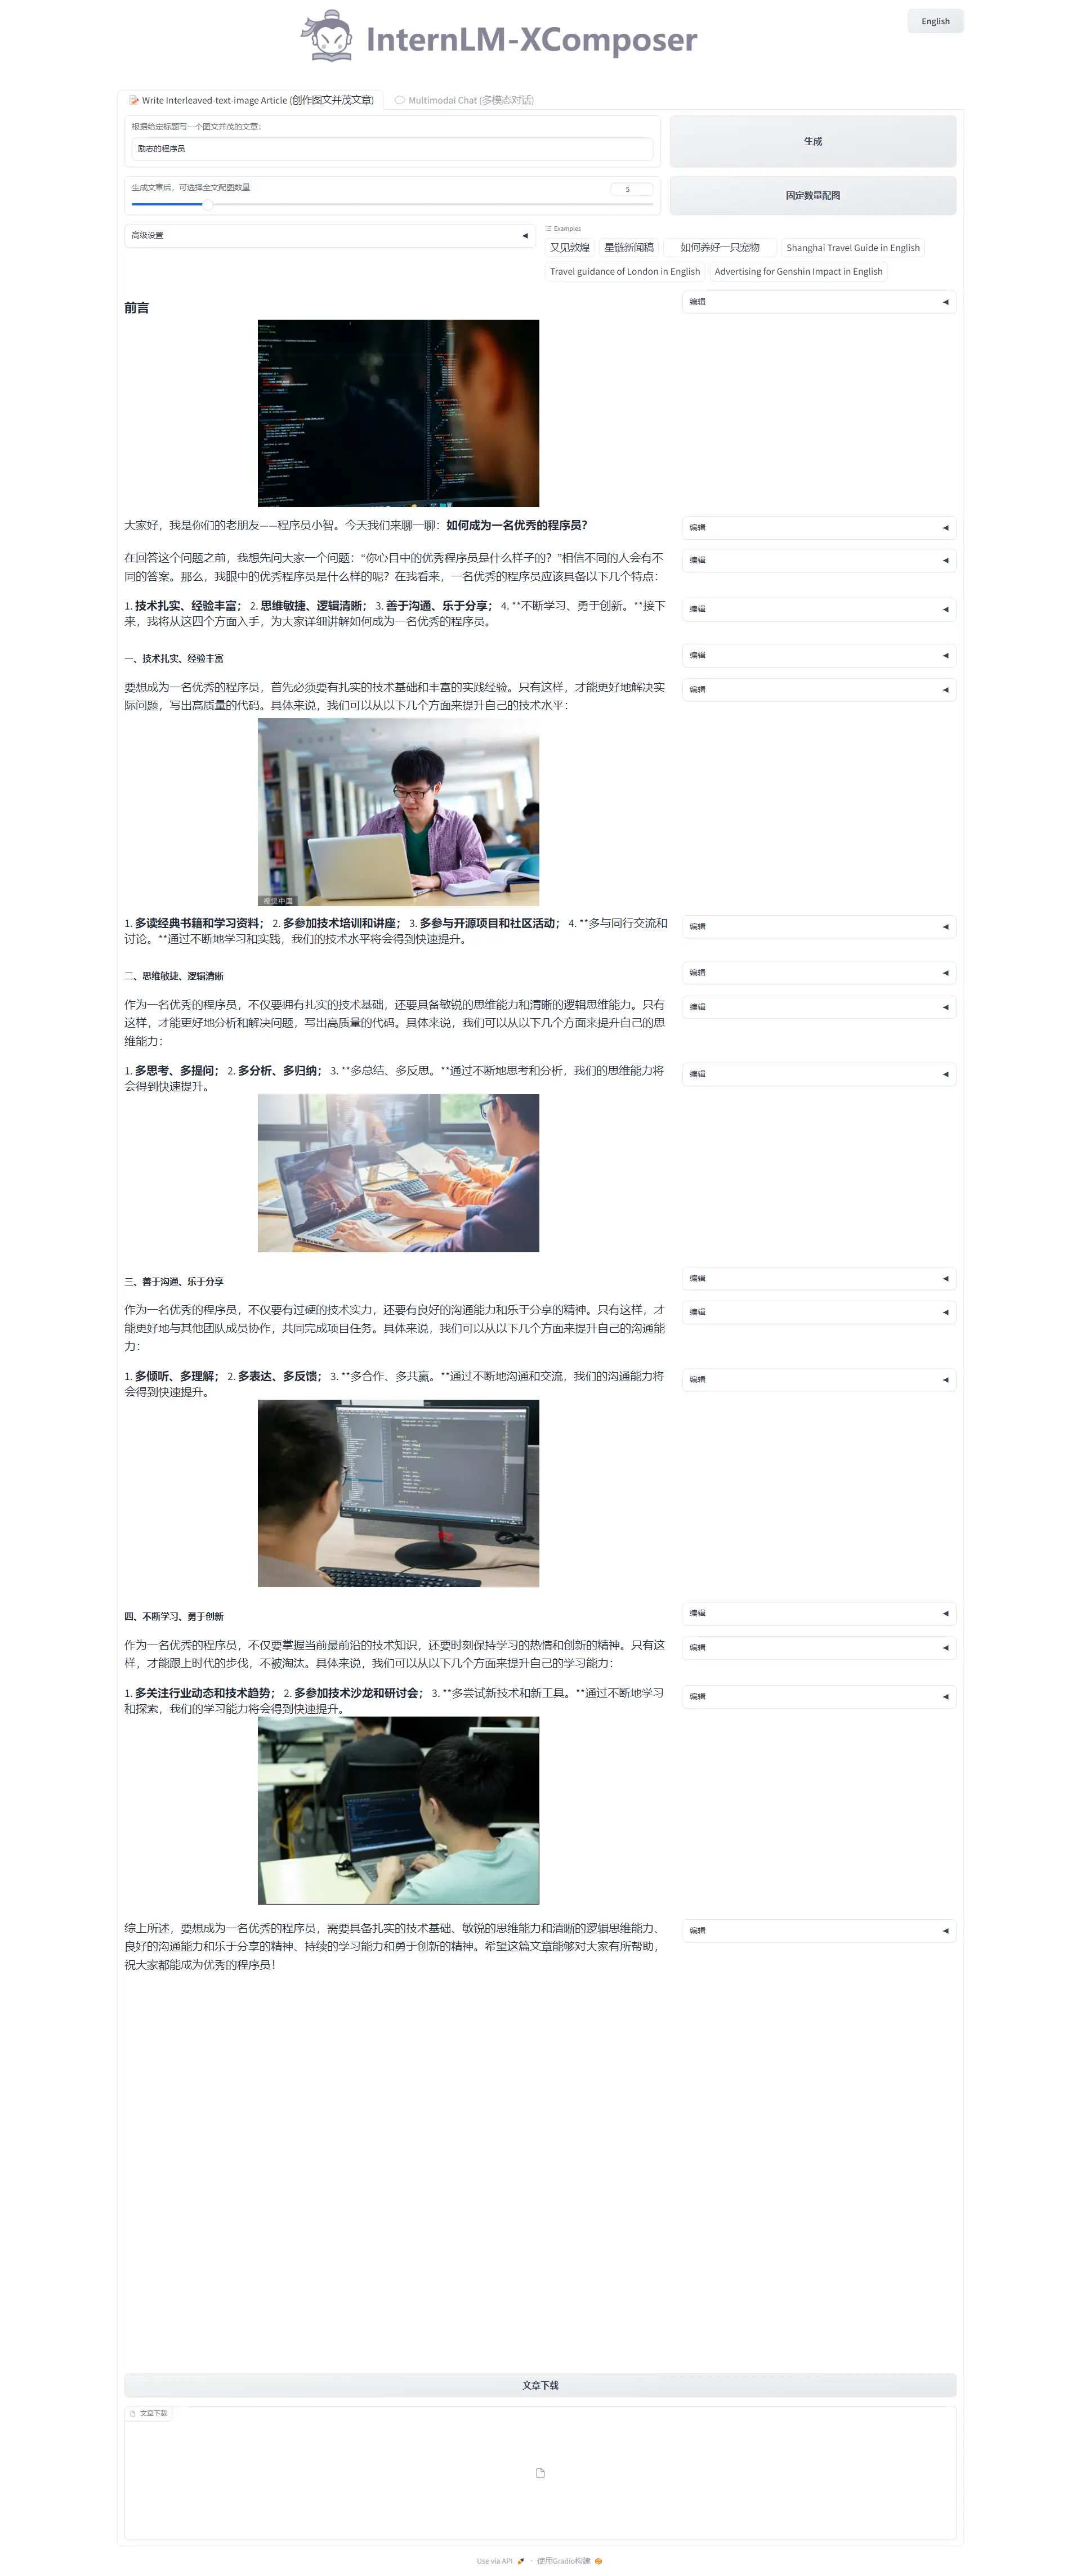 InternLM-XComposer
English
Write Interleaved-text-image Article (创作图文并茂文章)
Multimodal Chat (多模态对话)
根据给定标题写一个图文并茂的文章：
励志的程序员
生成
生成文章后，可选择全文配图数量
5
固定数量配图
高级设置
Examples
又见敦煌
星链新闻稿
如何养好一只宠物
Shanghai Travel Guide in English
Travel guidance of London in English
Advertising for Genshin Impact in English
前言
编辑
大家好，我是你们的老朋友——程序员小智。今天我们来聊一聊：如何成为一名优秀的程序员？
编辑
在回答这个问题之前，我想先问大家一个问题：“你心目中的优秀程序员是什么样子的？”相信不同的人会有不
同的答案。那么，我眼中的优秀程序员是什么样的呢？在我看来，一名优秀的程序员应该具备以下几个特点：
编辑
1. 技术扎实、经验丰富； 2. 思维敏捷、逻辑清晰； 3. 善于沟通、乐于分享； 4. **不断学习、勇于创新。**接下
来，我将从这四个方面入手，为大家详细讲解如何成为一名优秀的程序员。
编辑
一、技术扎实、经验丰富
编辑
要想成为一名优秀的程序员，首先必须要有扎实的技术基础和丰富的实践经验。只有这样，才能更好地解决实
际问题，写出高质量的代码。具体来说，我们可以从以下几个方面来提升自己的技术水平：
编辑
视觉中国
1. 多读经典书籍和学习资料； 2. 多参加技术培训和讲座； 3. 多参与开源项目和社区活动； 4. **多与同行交流和
讨论。**通过不断地学习和实践，我们的技术水平将会得到快速提升。
编辑
二、思维敏捷、逻辑清晰
编辑
作为一名优秀的程序员，不仅要拥有扎实的技术基础，还要具备敏锐的思维能力和清晰的逻辑思维能力。只有
这样，才能更好地分析和解决问题，写出高质量的代码。具体来说，我们可以从以下几个方面来提升自己的思
维能力：
编辑
1. 多思考、多提问； 2. 多分析、多归纳； 3. **多总结、多反思。**通过不断地思考和分析，我们的思维能力将
会得到快速提升。
编辑
三、善于沟通、乐于分享
编辑
作为一名优秀的程序员，不仅要有过硬的技术实力，还要有良好的沟通能力和乐于分享的精神。只有这样，才
能更好地与其他团队成员协作，共同完成项目任务。具体来说，我们可以从以下几个方面来提升自己的沟通能
力：
编辑
1. 多倾听、多理解； 2. 多表达、多反馈； 3. **多合作、多共赢。**通过不断地沟通和交流，我们的沟通能力将
会得到快速提升。
编辑
四、不断学习、勇于创新
编辑
作为一名优秀的程序员，不仅要掌握当前最前沿的技术知识，还要时刻保持学习的热情和创新的精神。只有这
样，才能跟上时代的步伐，不被淘汰。具体来说，我们可以从以下几个方面来提升自己的学习能力：
编辑
1. 多关注行业动态和技术趋势； 2. 多参加技术沙龙和研讨会； 3. **多尝试新技术和新工具。**通过不断地学习
和探索，我们的学习能力将会得到快速提升。
编辑
综上所述，要想成为一名优秀的程序员，需要具备扎实的技术基础、敏锐的思维能力和清晰的逻辑思维能力、
良好的沟通能力和乐于分享的精神、持续的学习能力和勇于创新的精神。希望这篇文章能够对大家有所帮助，
祝大家都能成为优秀的程序员！
编辑
文章下载
文章下载
Use via API
·
使用Gradio构建